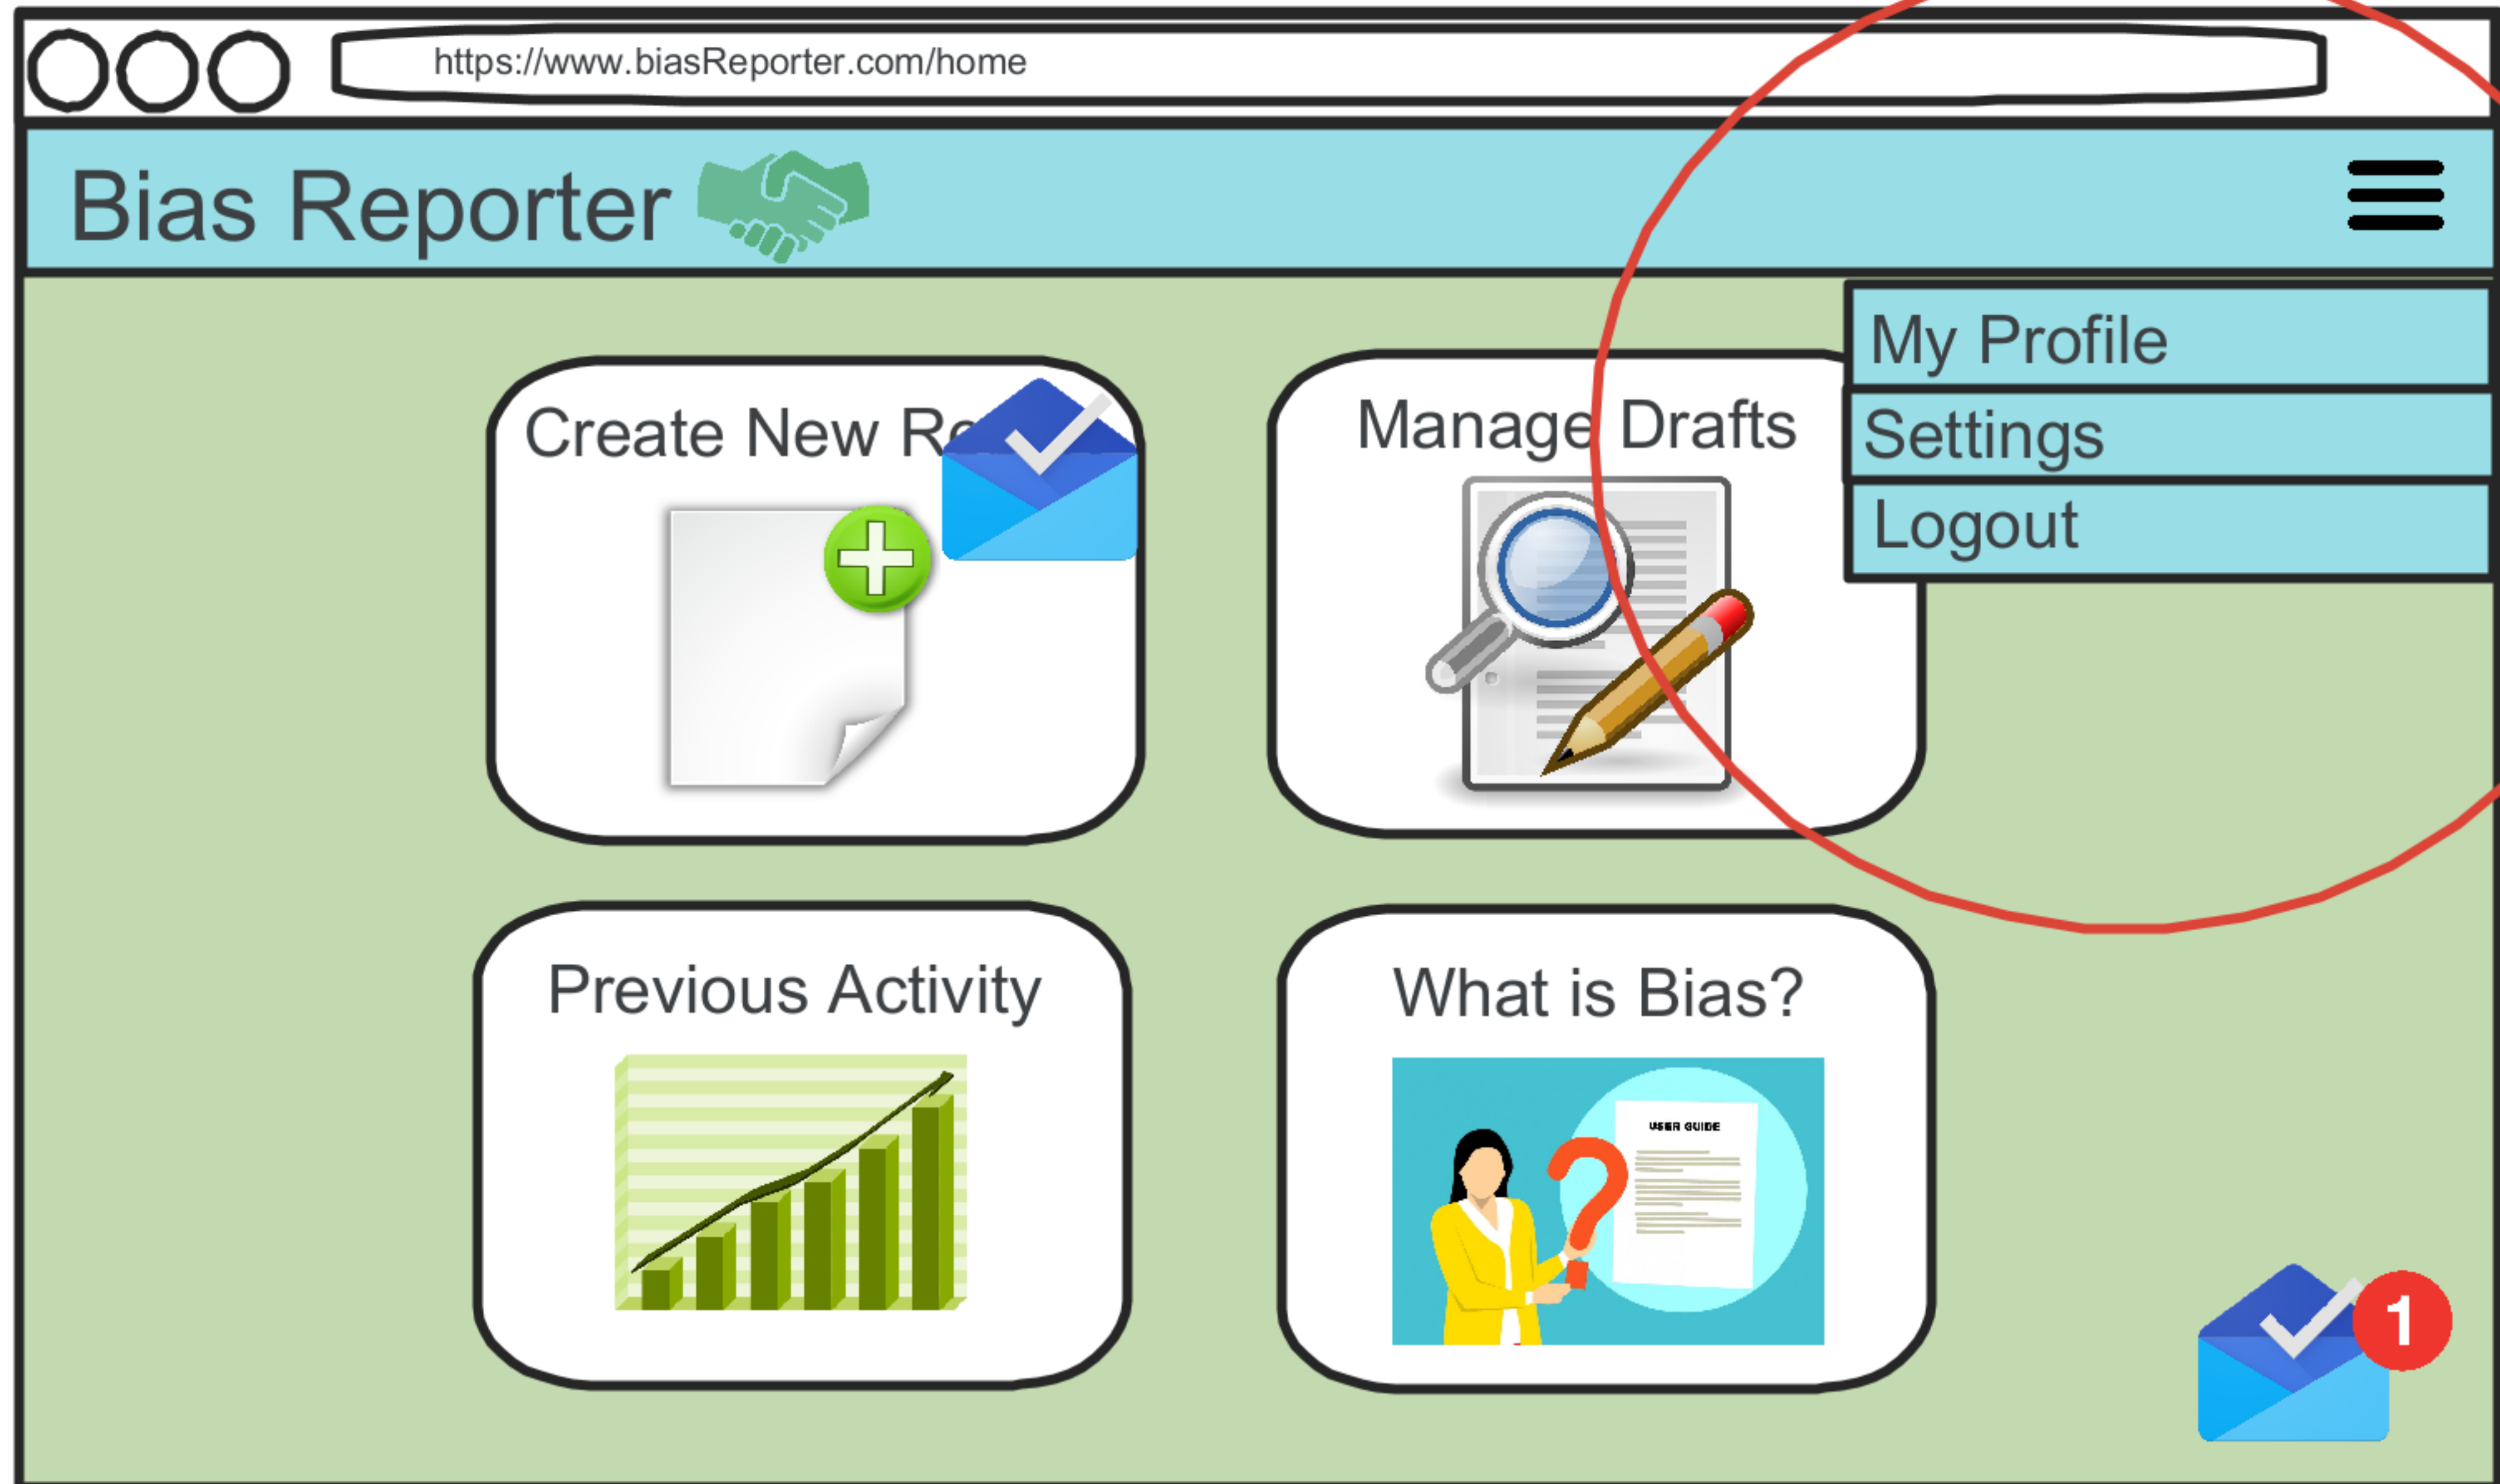 https://www.biasReporter.com/home
Bias Reporter
My Profile
Settings
Logout
Create New Re
Manage Drafts
Previous Activity
What is Bias?
USER GUIDE
1